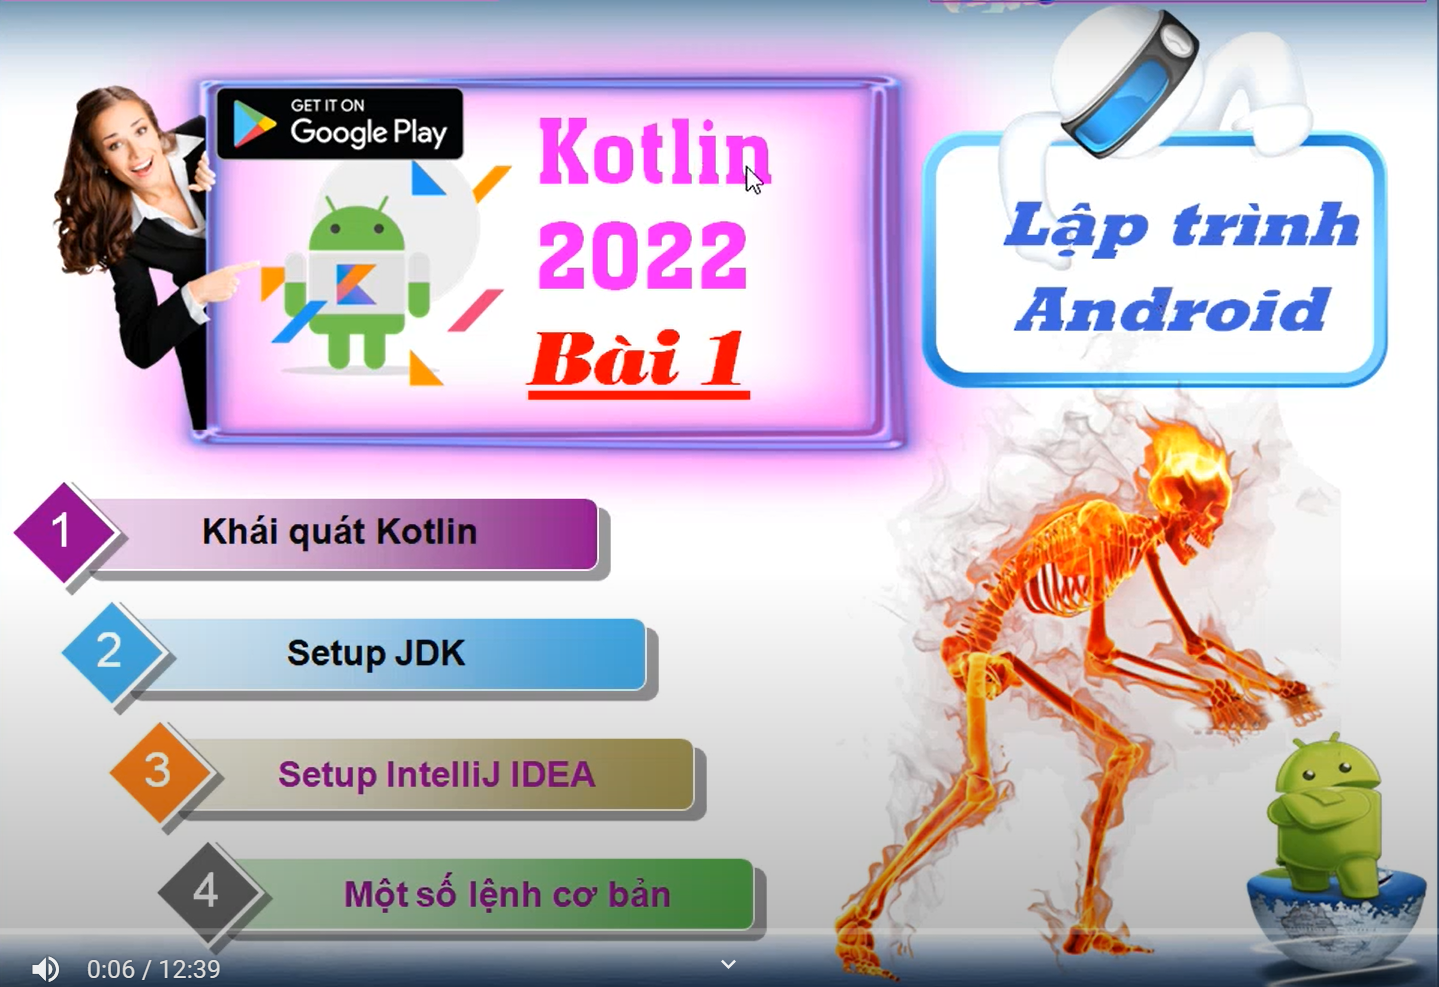 GET IT ON
Google Play
Kotlin
2022
Bài 1
Lập trình
Android
1
Khái quát Kotlin
2
Setup JDK
3
Setup IntelliJ IDEA
4
Một số lệnh cơ bản
0:06 / 12:39